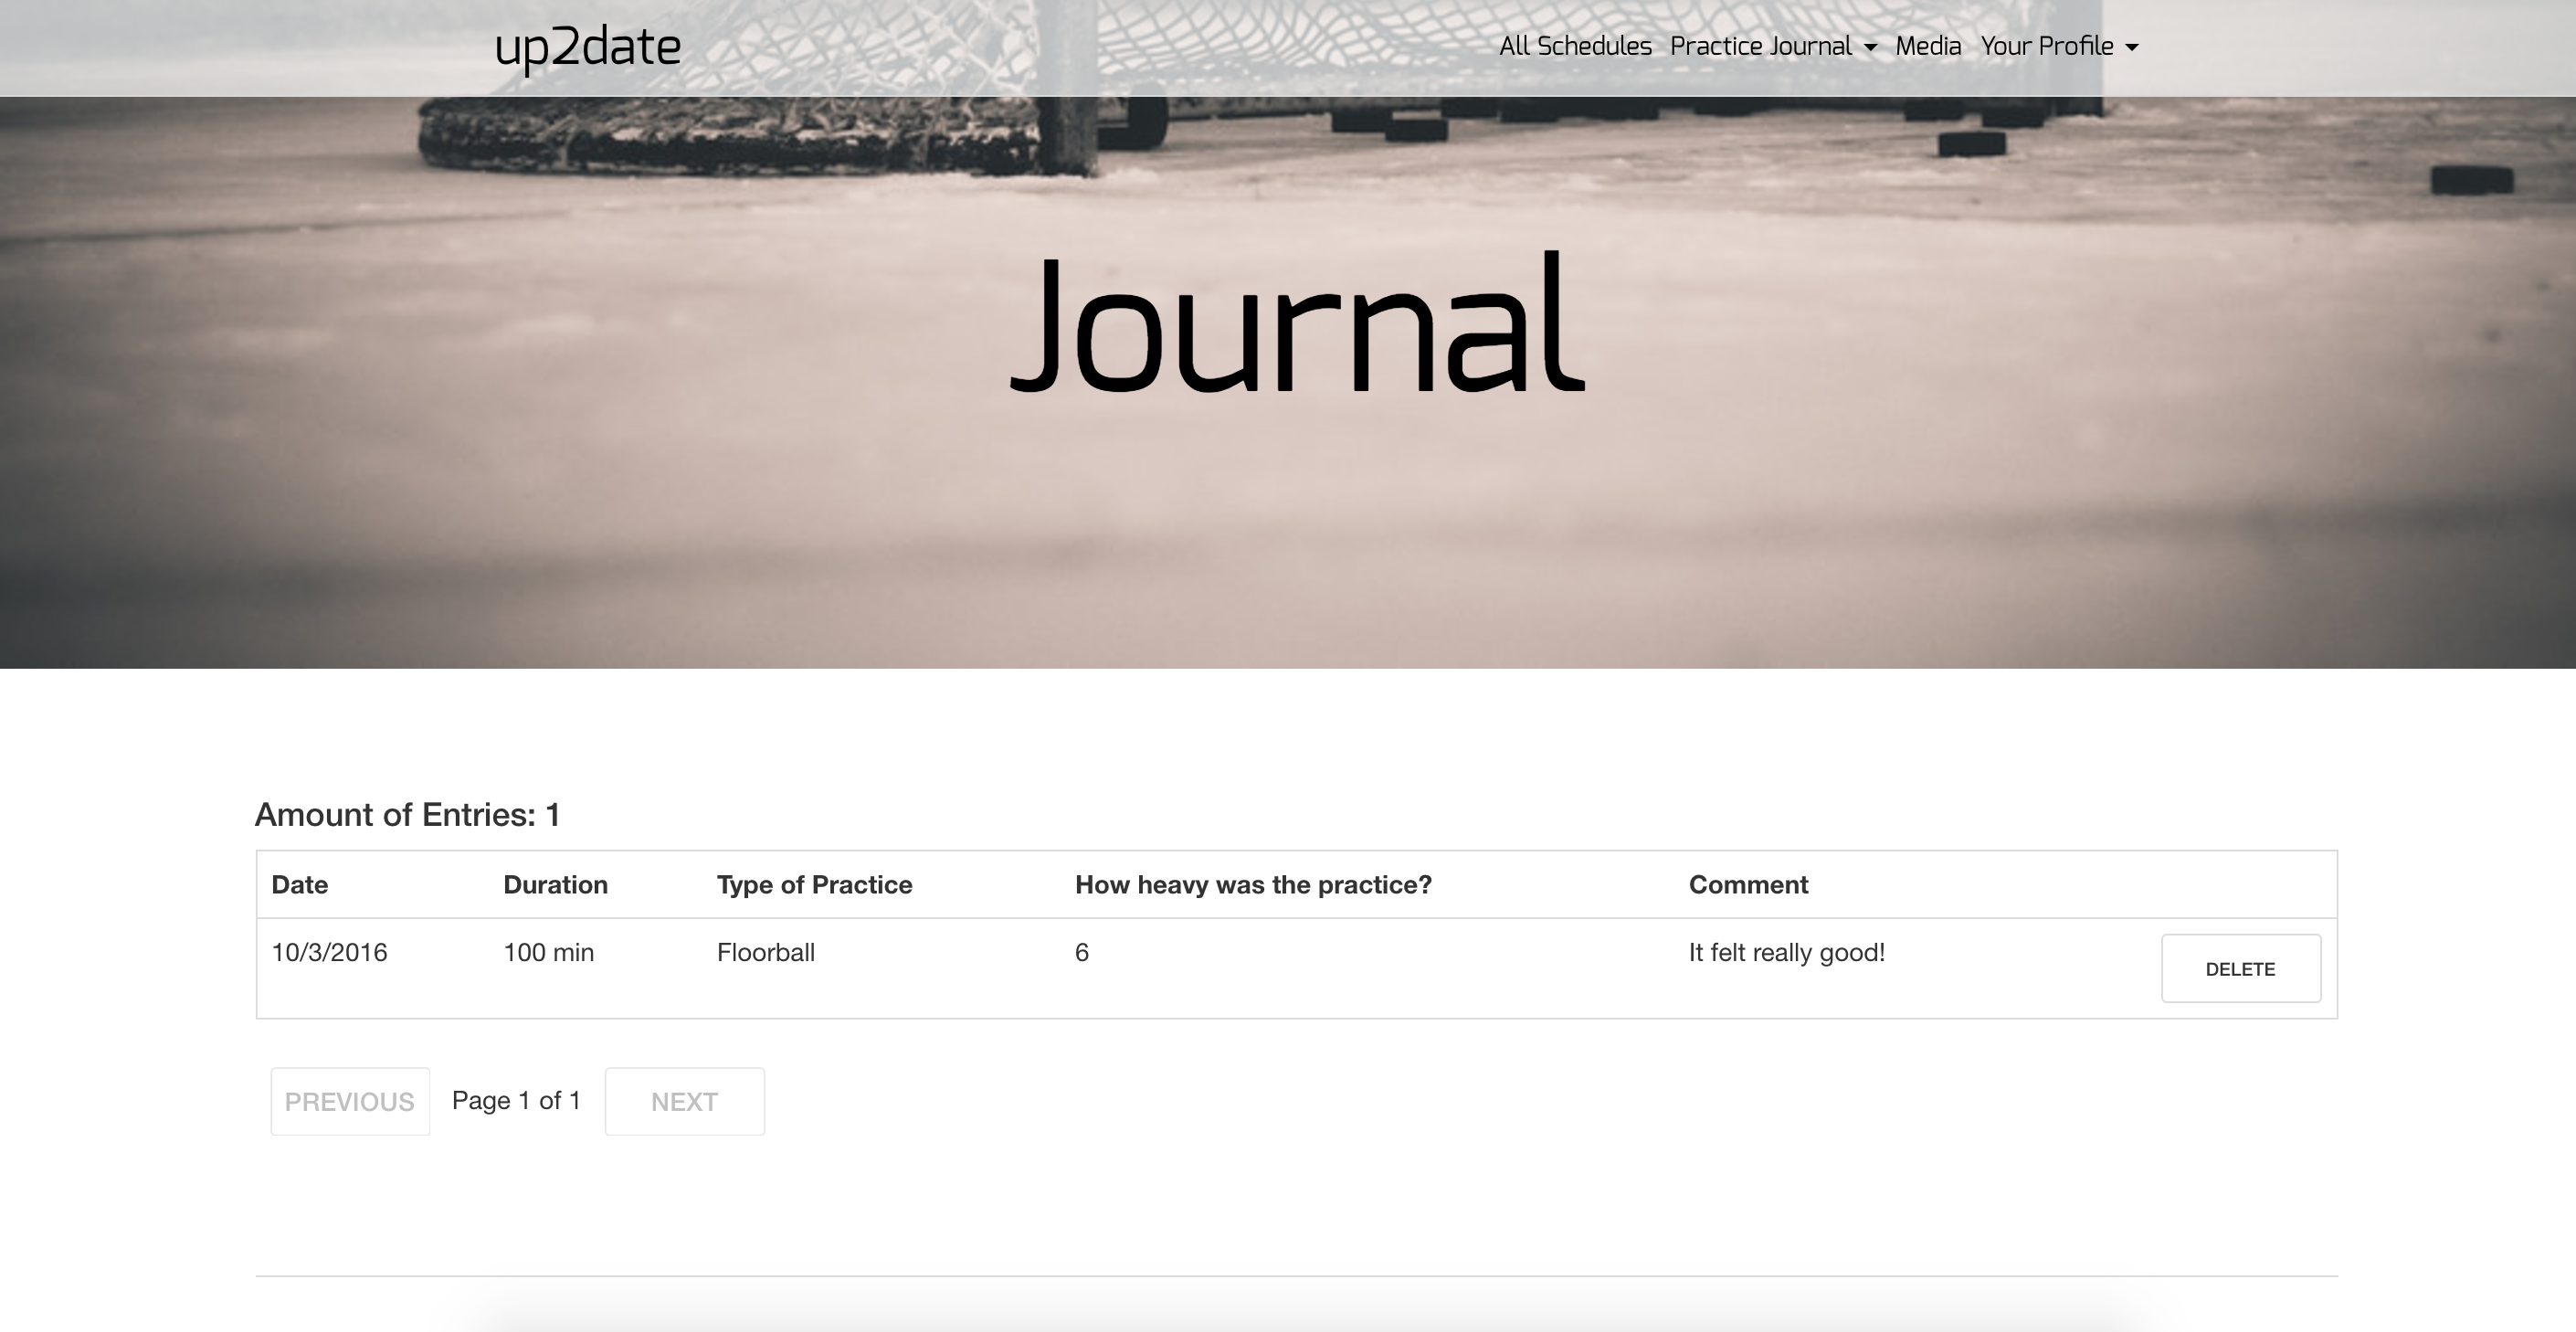 up2date
All Schedules Practice Journal Media Your Profile
Journal
Amount of Entries: 1
Date Duration Type of Practice How heavy was the practice? Comment
10/3/2016 100 min Floorball 6 It felt really good! DELETE
PREVIOUS Page 1 of 1 NEXT